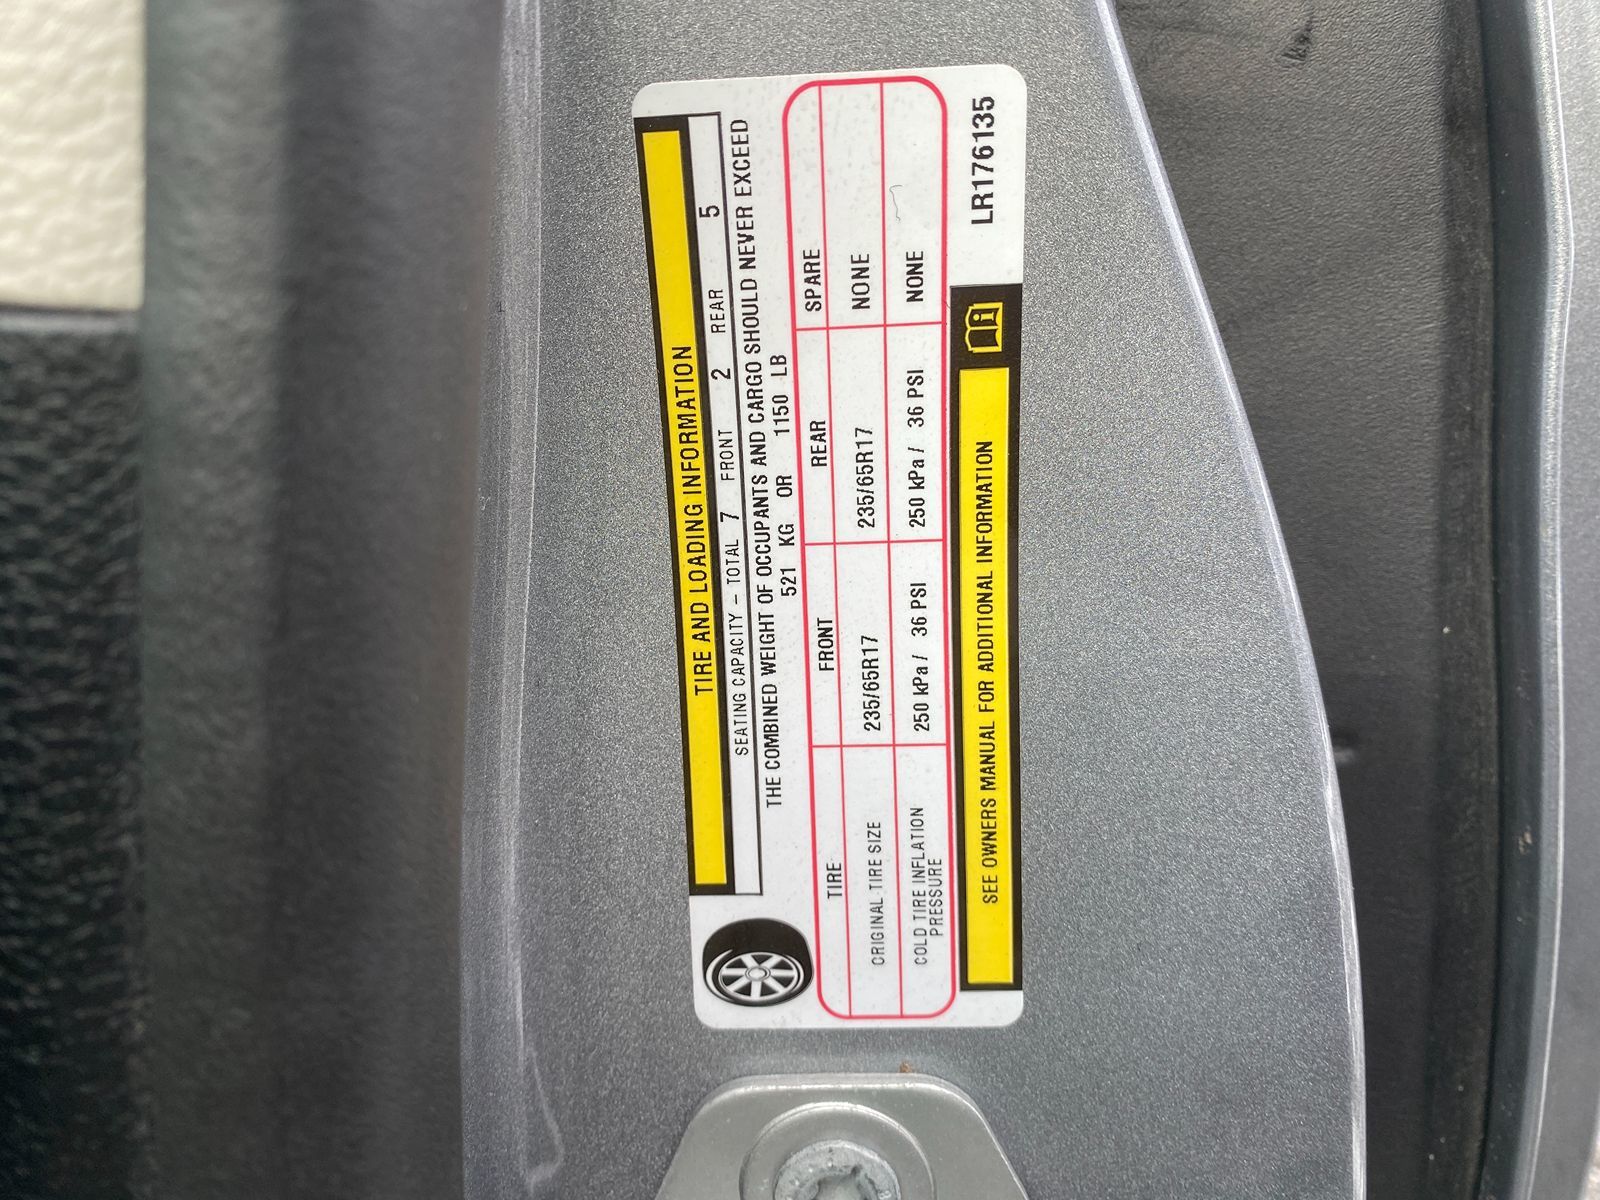 TIRE AND LOADING INFORMATION
SEATING CAPACITY - TOTAL 7 FRONT 2 REAR 5
THE COMBINED WEIGHT OF OCCUPANTS AND CARGO SHOULD NEVER EXCEED
521 KG OR 1150 LB
TIRE FRONT REAR SPARE
ORIGINAL TIRE SIZE 235/65R17 235/65R17 NONE
COLD TIRE INFLATION
PRESSURE 250 kPa / 36 PSI 250 kPa / 36 PSI NONE
SEE OWNERS MANUAL FOR ADDITIONAL INFORMATION
LR176135